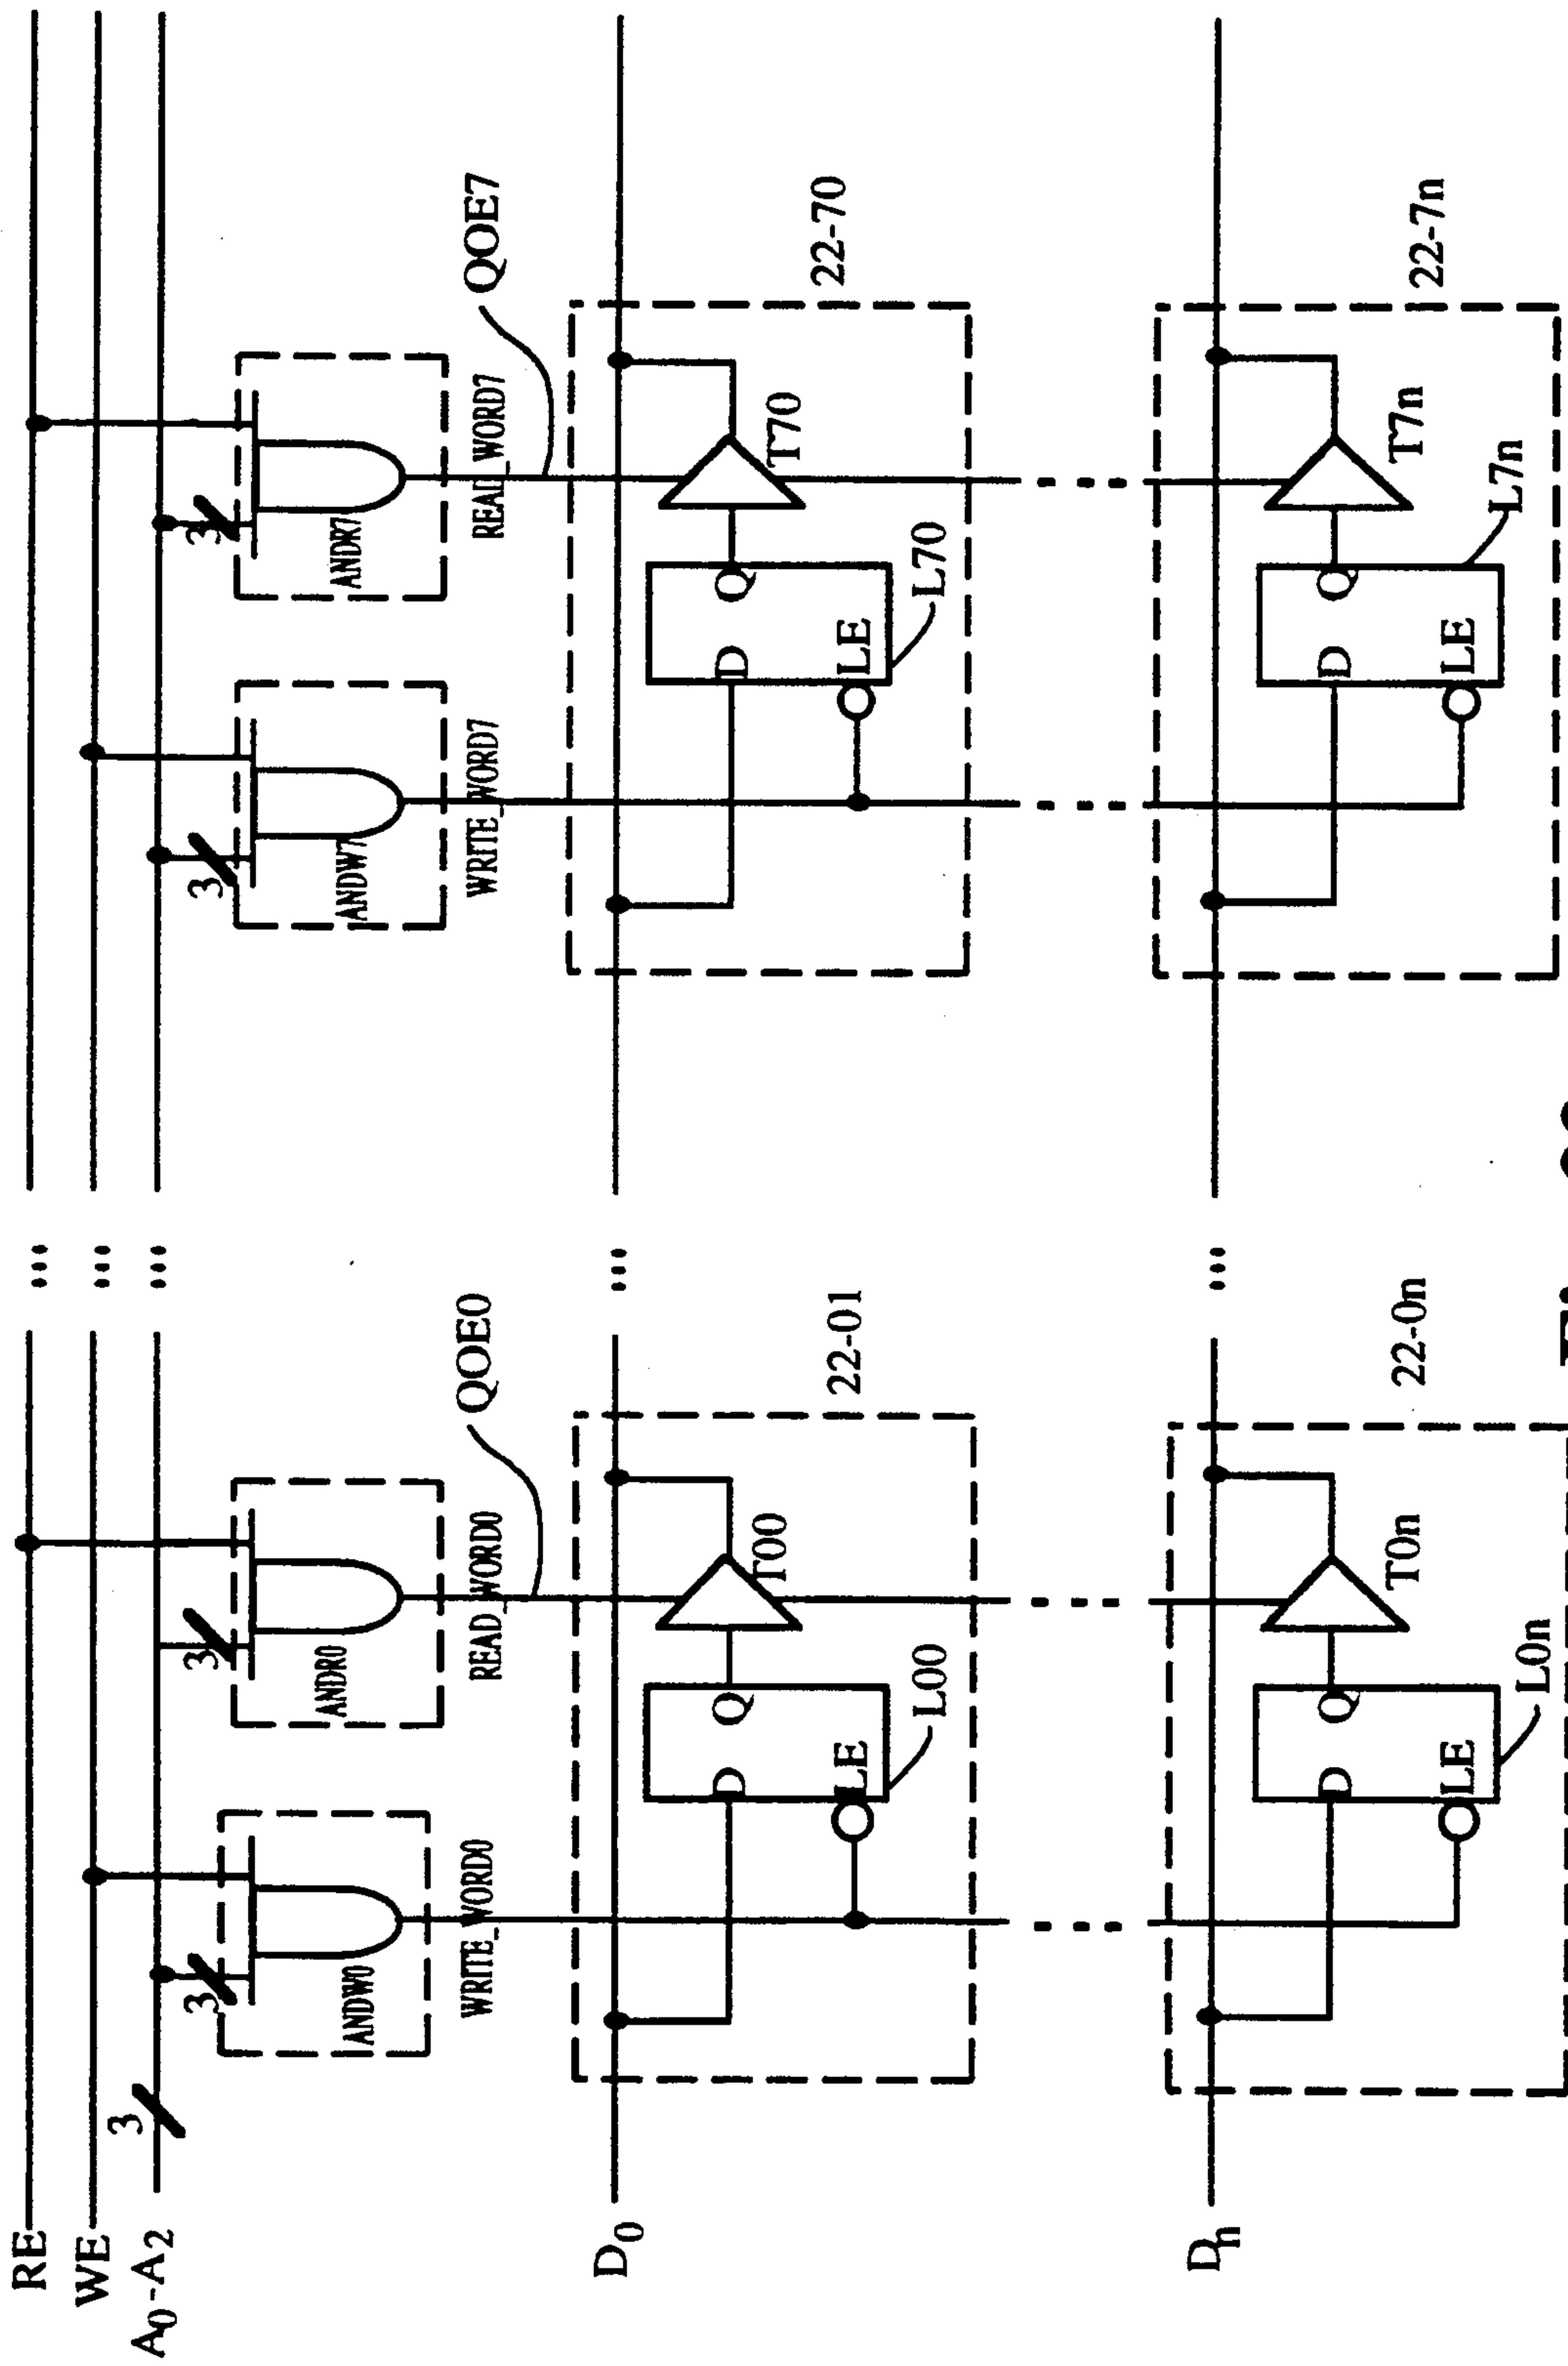 RE
WE
A0-A2
3
3
3
3
3
ANDW0
ANDR0
ANDW7
ANDR7
WRITE_WORD0
READ_WORD0
QOE0
WRITE_WORD7
READ_WORD7
QOE7
D0
D
Q
LE
T00
L00
22-01
D
Q
LE
T70
L70
22-70
Dn
D
Q
LE
T0n
L0n
22-0n
D
Q
LE
T7n
L7n
22-7n